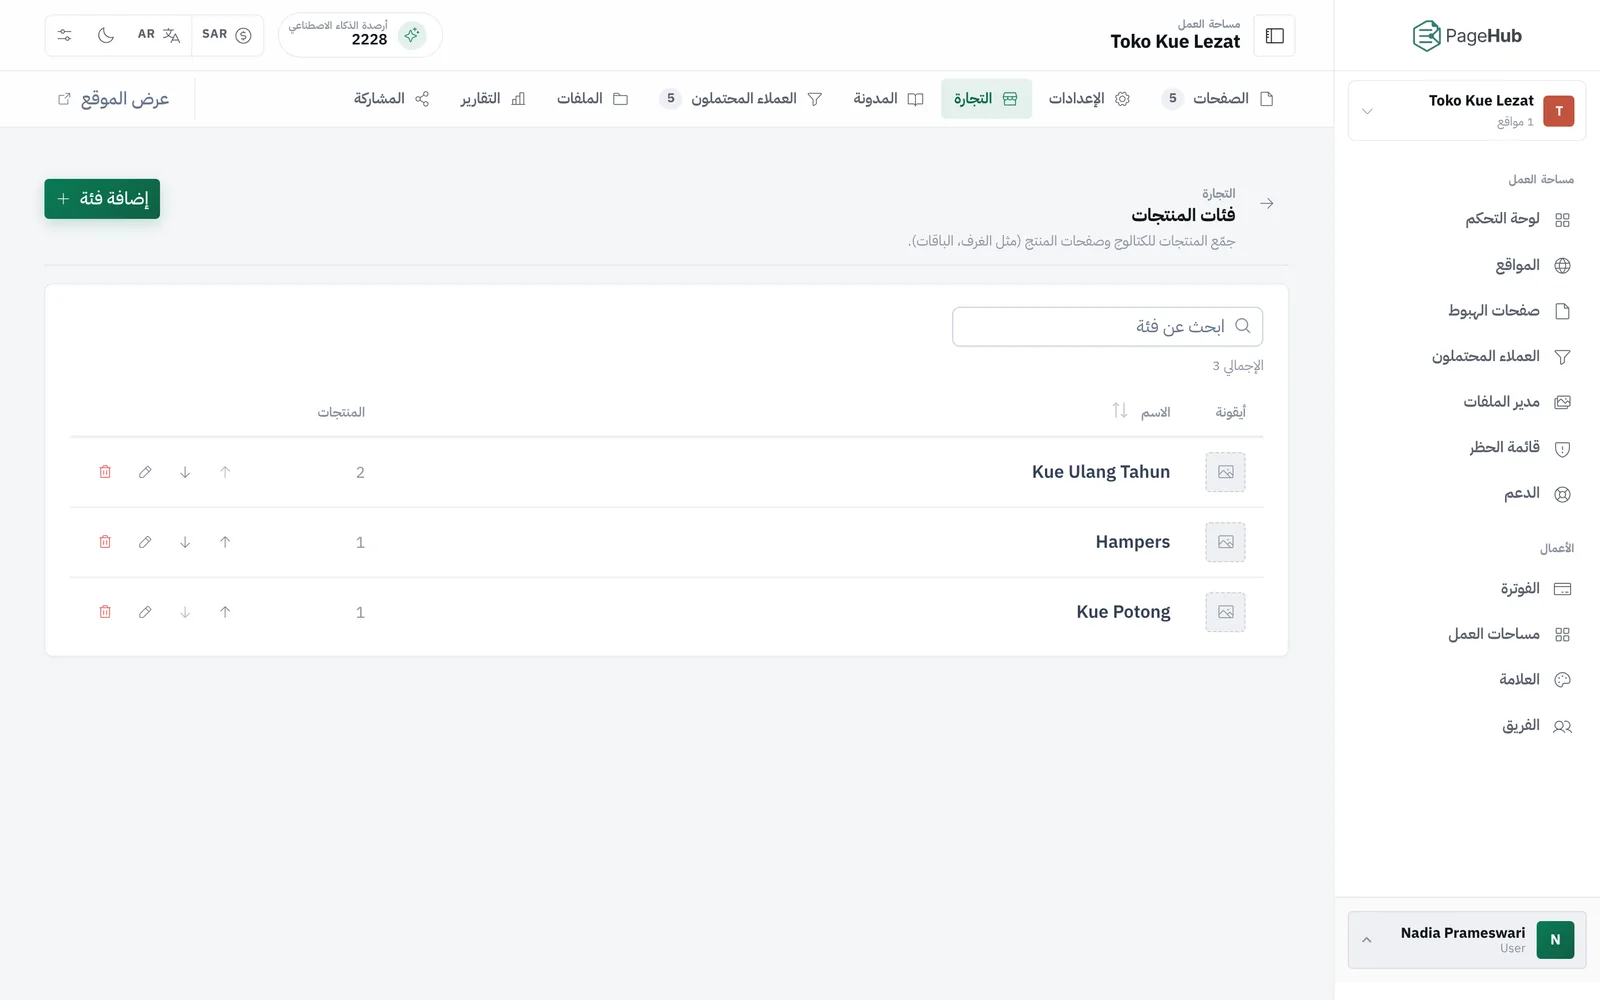 PageHub
Toko Kue Lezat
1 مواقع
T
مساحة العمل
لوحة التحكم
المواقع
صفحات الهبوط
العملاء المحتملون
مدير الملفات
قائمة الحظر
الدعم
الأعمال
الفوترة
مساحات العمل
العلامة
الفريق
Nadia Prameswari
User
N
مساحة العمل
Toko Kue Lezat
أرصدة الذكاء الاصطناعي
2228
SAR
AR
الصفحات 5
الإعدادات
التجارة
المدونة
العملاء المحتملون 5
الملفات
التقارير
المشاركة
عرض الموقع
التجارة
فئات المنتجات
جمّع المنتجات للكتالوج وصفحات المنتج (مثل الغرف، الباقات).
إضافة فئة
ابحث عن فئة
الإجمالي 3
أيقونة الاسم المنتجات
Kue Ulang Tahun 2
Hampers 1
Kue Potong 1